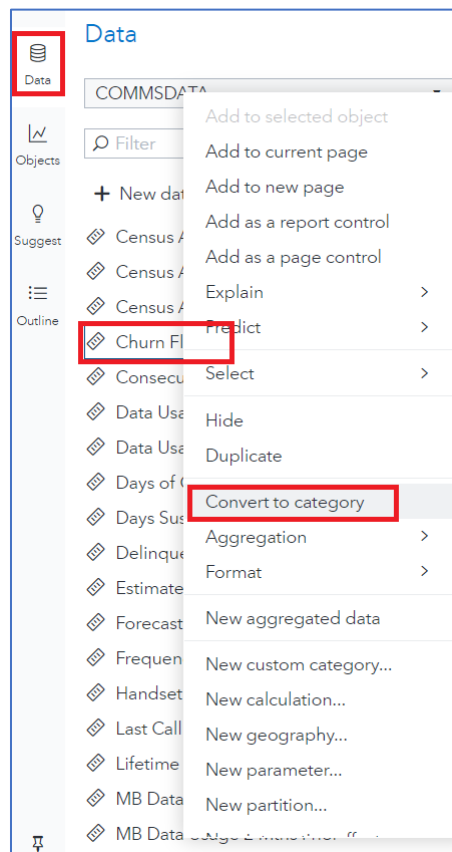 Data
Data
COMMSDATA
Add to selected object
Filter
Add to current page
Objects
Add to new page
+ New dat
Add as a report control
Suggest
Census A
Add as a page control
Census A
Explain
Census A
Outline
Predict
Churn Fl
Select
Consecu
Data Usa
Hide
Data Usa
Duplicate
Days of
Convert to category
Days Sus
Aggregation
Delinque
Format
Estimate
Forecast
New aggregated data
Frequen
New custom category...
Handset
New calculation...
Last Call
New geography...
Lifetime
New parameter...
MB Data
New partition...
MB Data